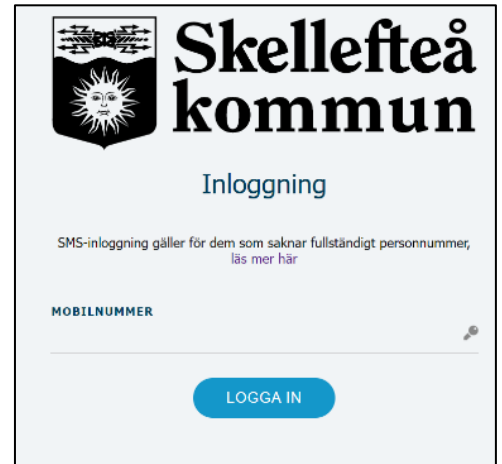 Skellefteå
kommun
Inloggning
SMS-inloggning gäller för dem som saknar fullständigt personnummer,
läs mer här
MOBILNUMMER
LOGGA IN